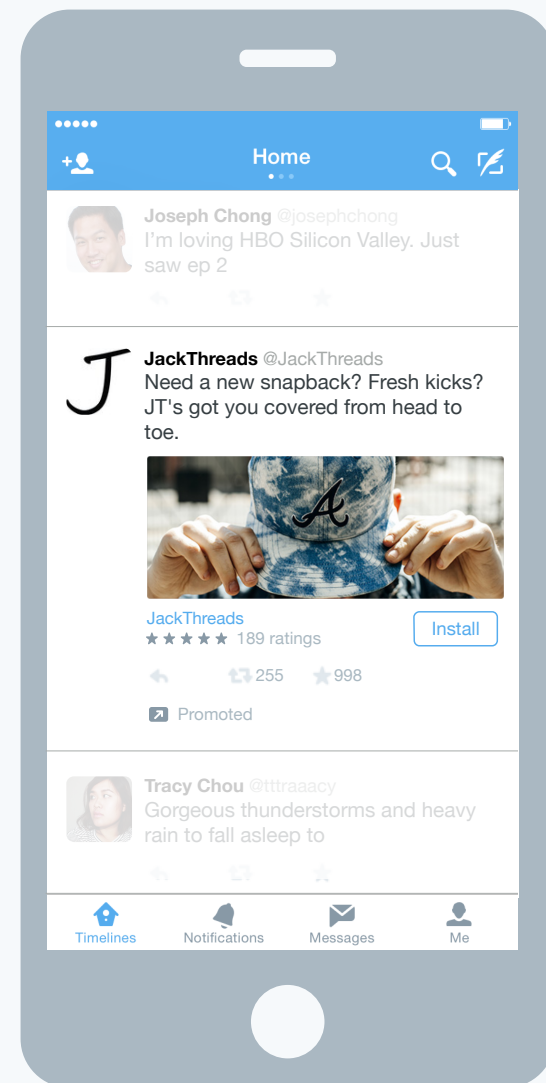 Home
Joseph Chong @josephchong
I'm loving HBO Silicon Valley. Just
saw ep 2
J
JackThreads @JackThreads
Need a new snapback? Fresh kicks?
JT's got you covered from head to
toe.
A
JackThreads
189 ratings
Install
255 998
Promoted
Tracy Chou @tttraaacy
Gorgeous thunderstorms and heavy
rain to fall asleep to
Timelines Notifications Messages Me